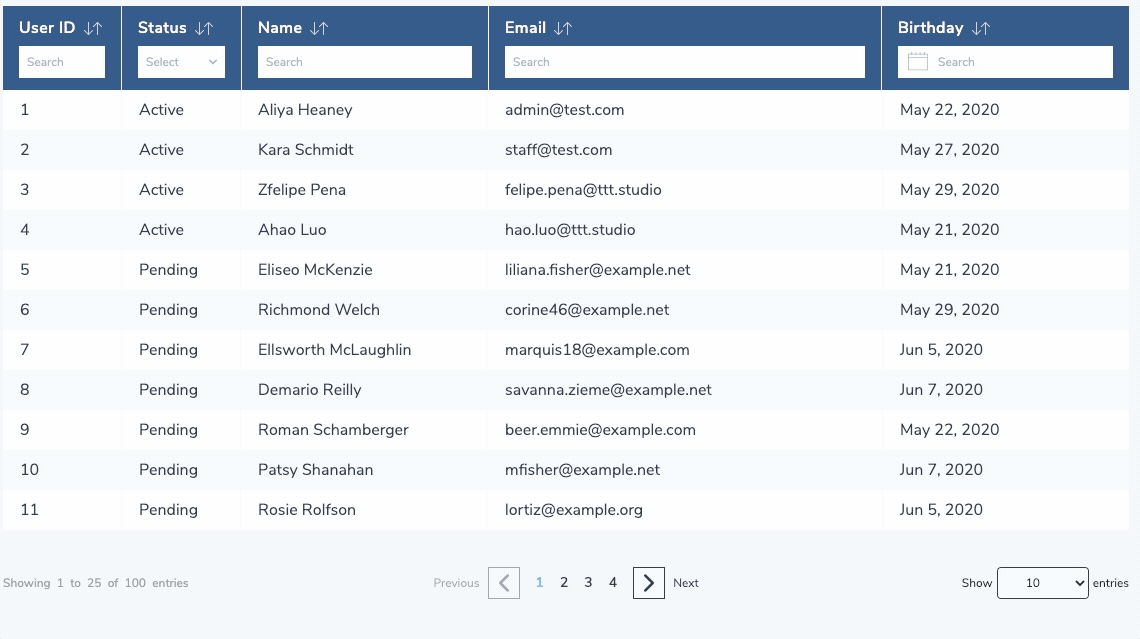 User ID Status Name Email Birthday
Search Select Search Search Search
1 Active Aliya Heaney admin@test.com May 22, 2020
2 Active Kara Schmidt staff@test.com May 27, 2020
3 Active Zfelipe Pena felipe.pena@ttt.studio May 29, 2020
4 Active Ahao Luo hao.luo@ttt.studio May 21, 2020
5 Pending Eliseo McKenzie liliana.fisher@example.net May 21, 2020
6 Pending Richmond Welch corine46@example.net May 29, 2020
7 Pending Ellsworth McLaughlin marquis18@example.com Jun 5, 2020
8 Pending Demario Reilly savanna.zieme@example.net Jun 7, 2020
9 Pending Roman Schamberger beer.emmie@example.com May 22, 2020
10 Pending Patsy Shanahan mfisher@example.net Jun 7, 2020
11 Pending Rosie Rolfson lortiz@example.org Jun 5, 2020
Showing 1 to 25 of 100 entries Previous 1 2 3 4 Next Show 10 entries